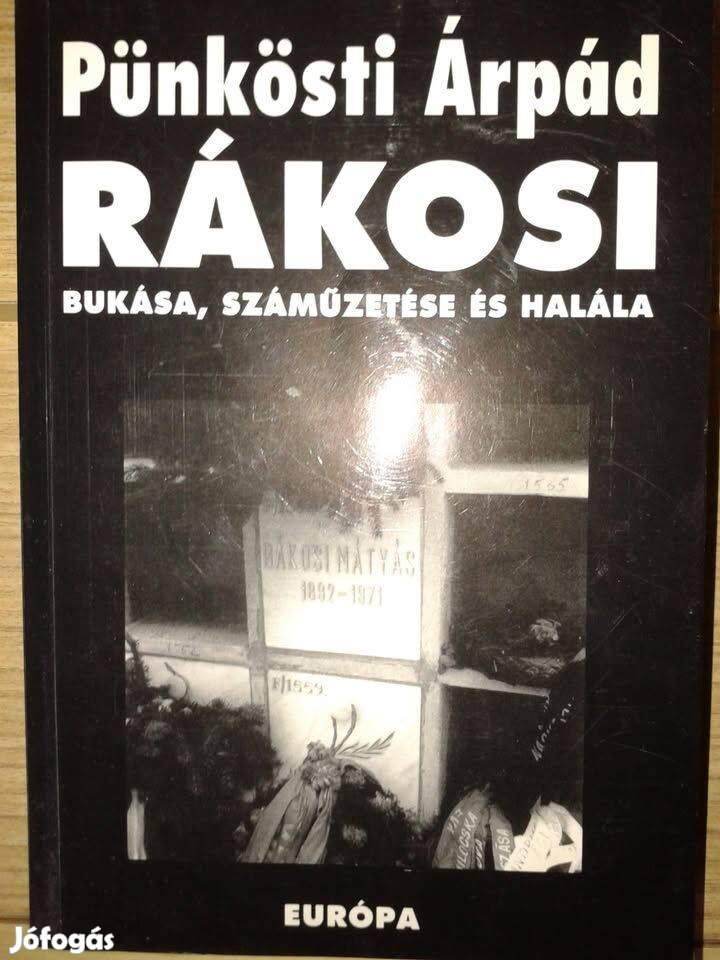 Pünkösti Árpád
RÁKOSI
BUKÁSA, SZÁMŰZETÉSE ÉS HALÁLA
1565
RÁKOSI MÁTYÁS
1892-1971
F/1559
EURÓPA
Jófogás